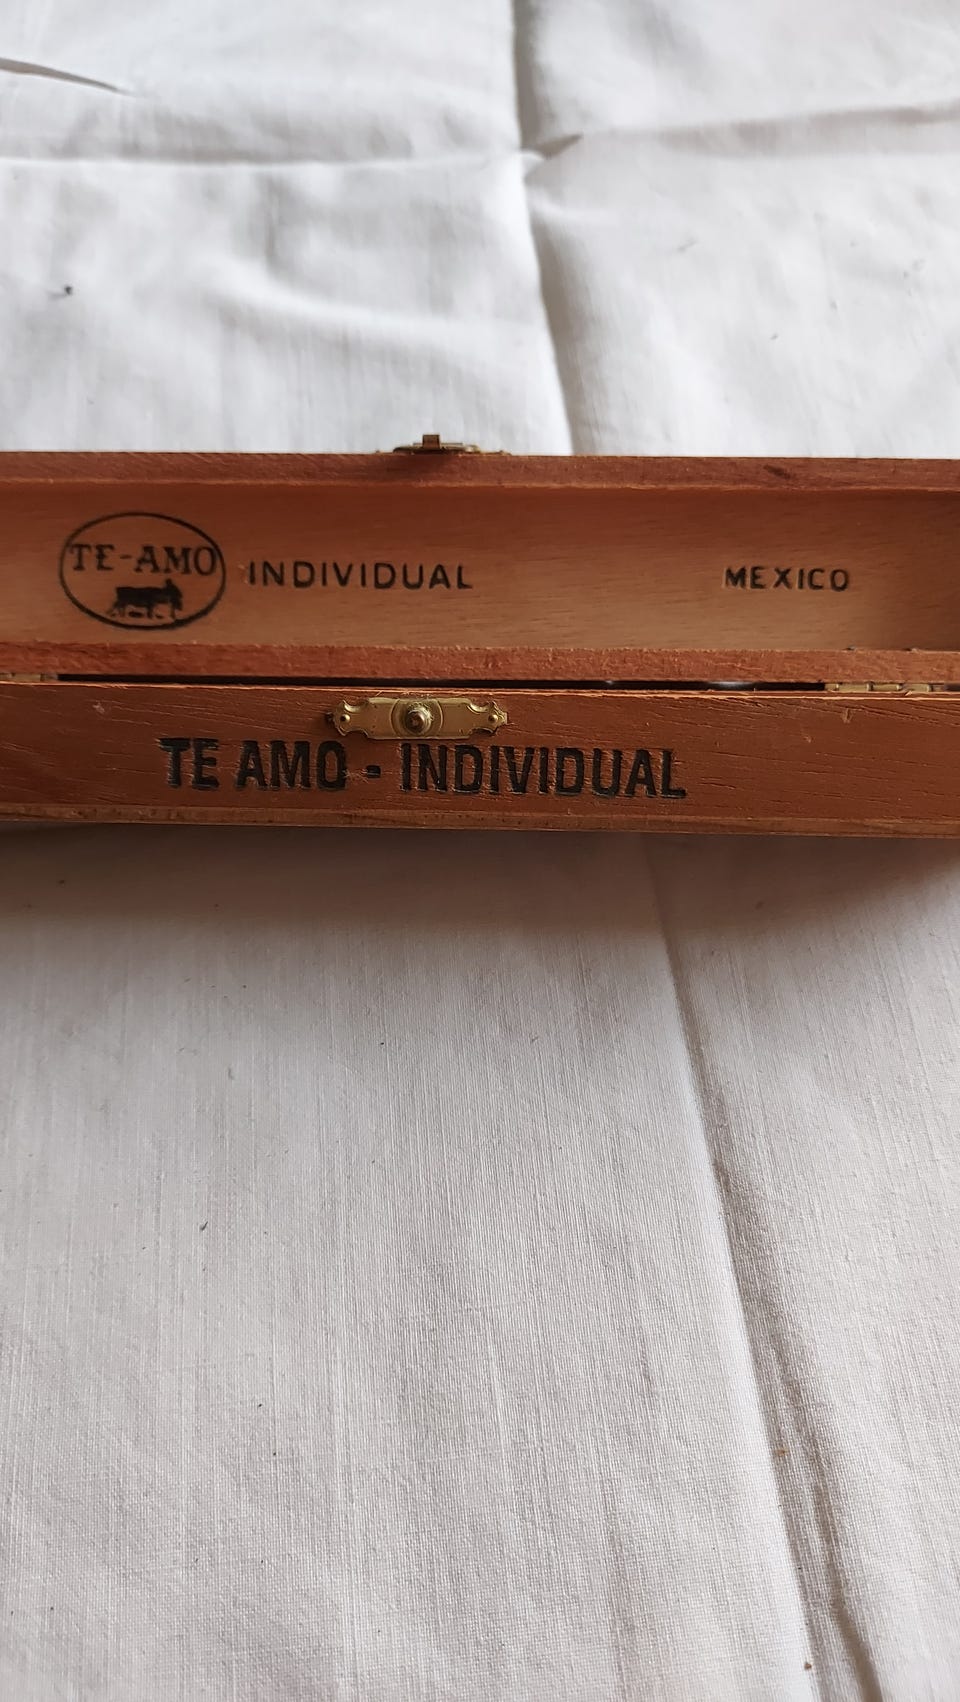 TE-AMO
INDIVIDUAL
MEXICO
TE AMO - INDIVIDUAL